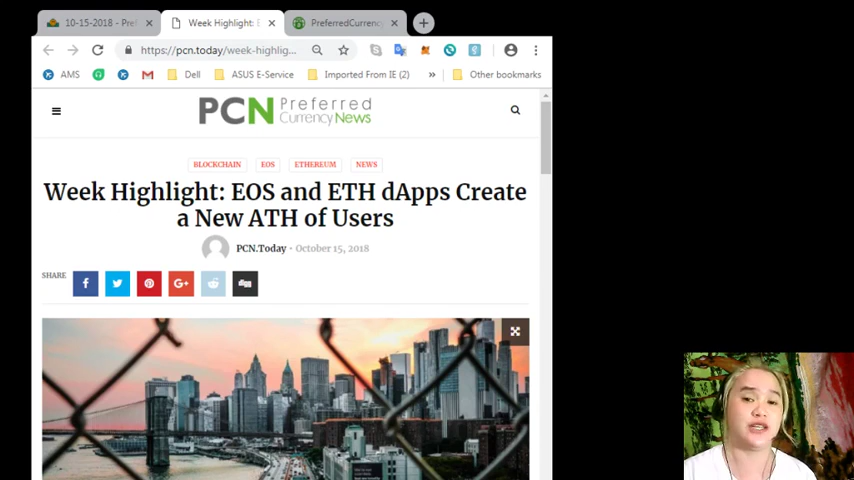 10-15-2018 - Pref
Week Highlight: E
PreferredCurrency
https://pcn.today/week-highlig...
AMS
Dell
ASUS E-Service
Imported From IE (2)
»
Other bookmarks
PCN Preferred
Currency News
BLOCKCHAIN
EOS
ETHEREUM
NEWS
Week Highlight: EOS and ETH dApps Create
a New ATH of Users
PCN.Today - October 15, 2018
SHARE